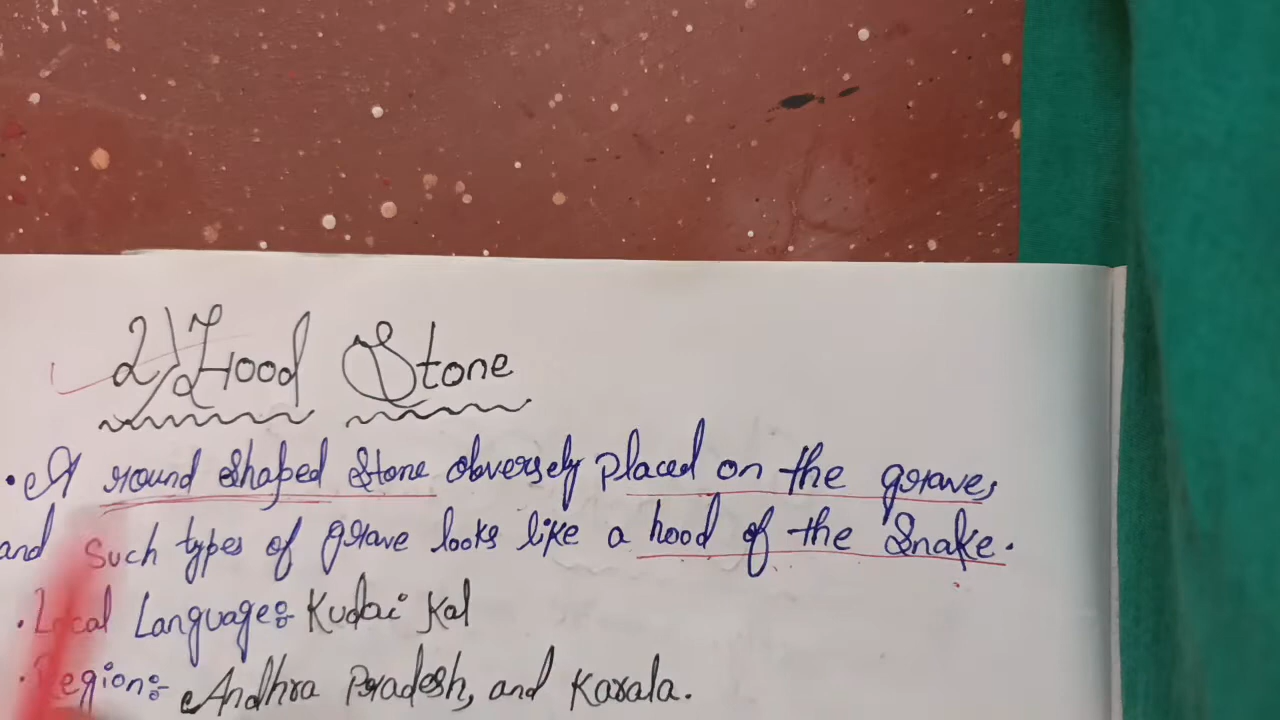 2) Hood Stone
• A round shaped stone obversely placed on the grave,
and such types of grave looks like a hood of the snake.
• Local Language:- Kudai Kal
• Region:- Andhra Pradesh, and Karala.